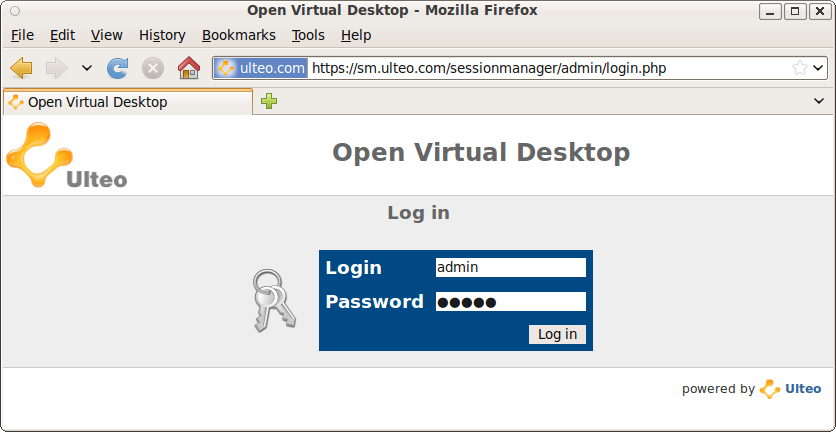 Open Virtual Desktop - Mozilla Firefox
File Edit View History Bookmarks Tools Help
ulteo.com https://sm.ulteo.com/sessionmanager/admin/login.php
Open Virtual Desktop
Ulteo
Open Virtual Desktop
Log in
Login admin
Password ●●●●●
Log in
powered by Ulteo